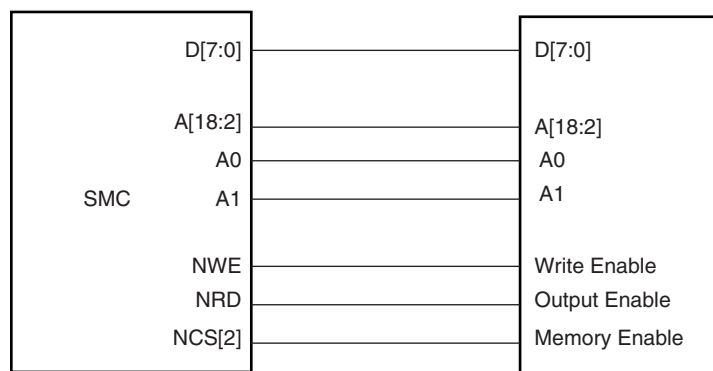 D[7:0] D[7:0]
A[18:2] A[18:2]
A0 A0
SMC A1 A1
NWE Write Enable
NRD Output Enable
NCS[2] Memory Enable